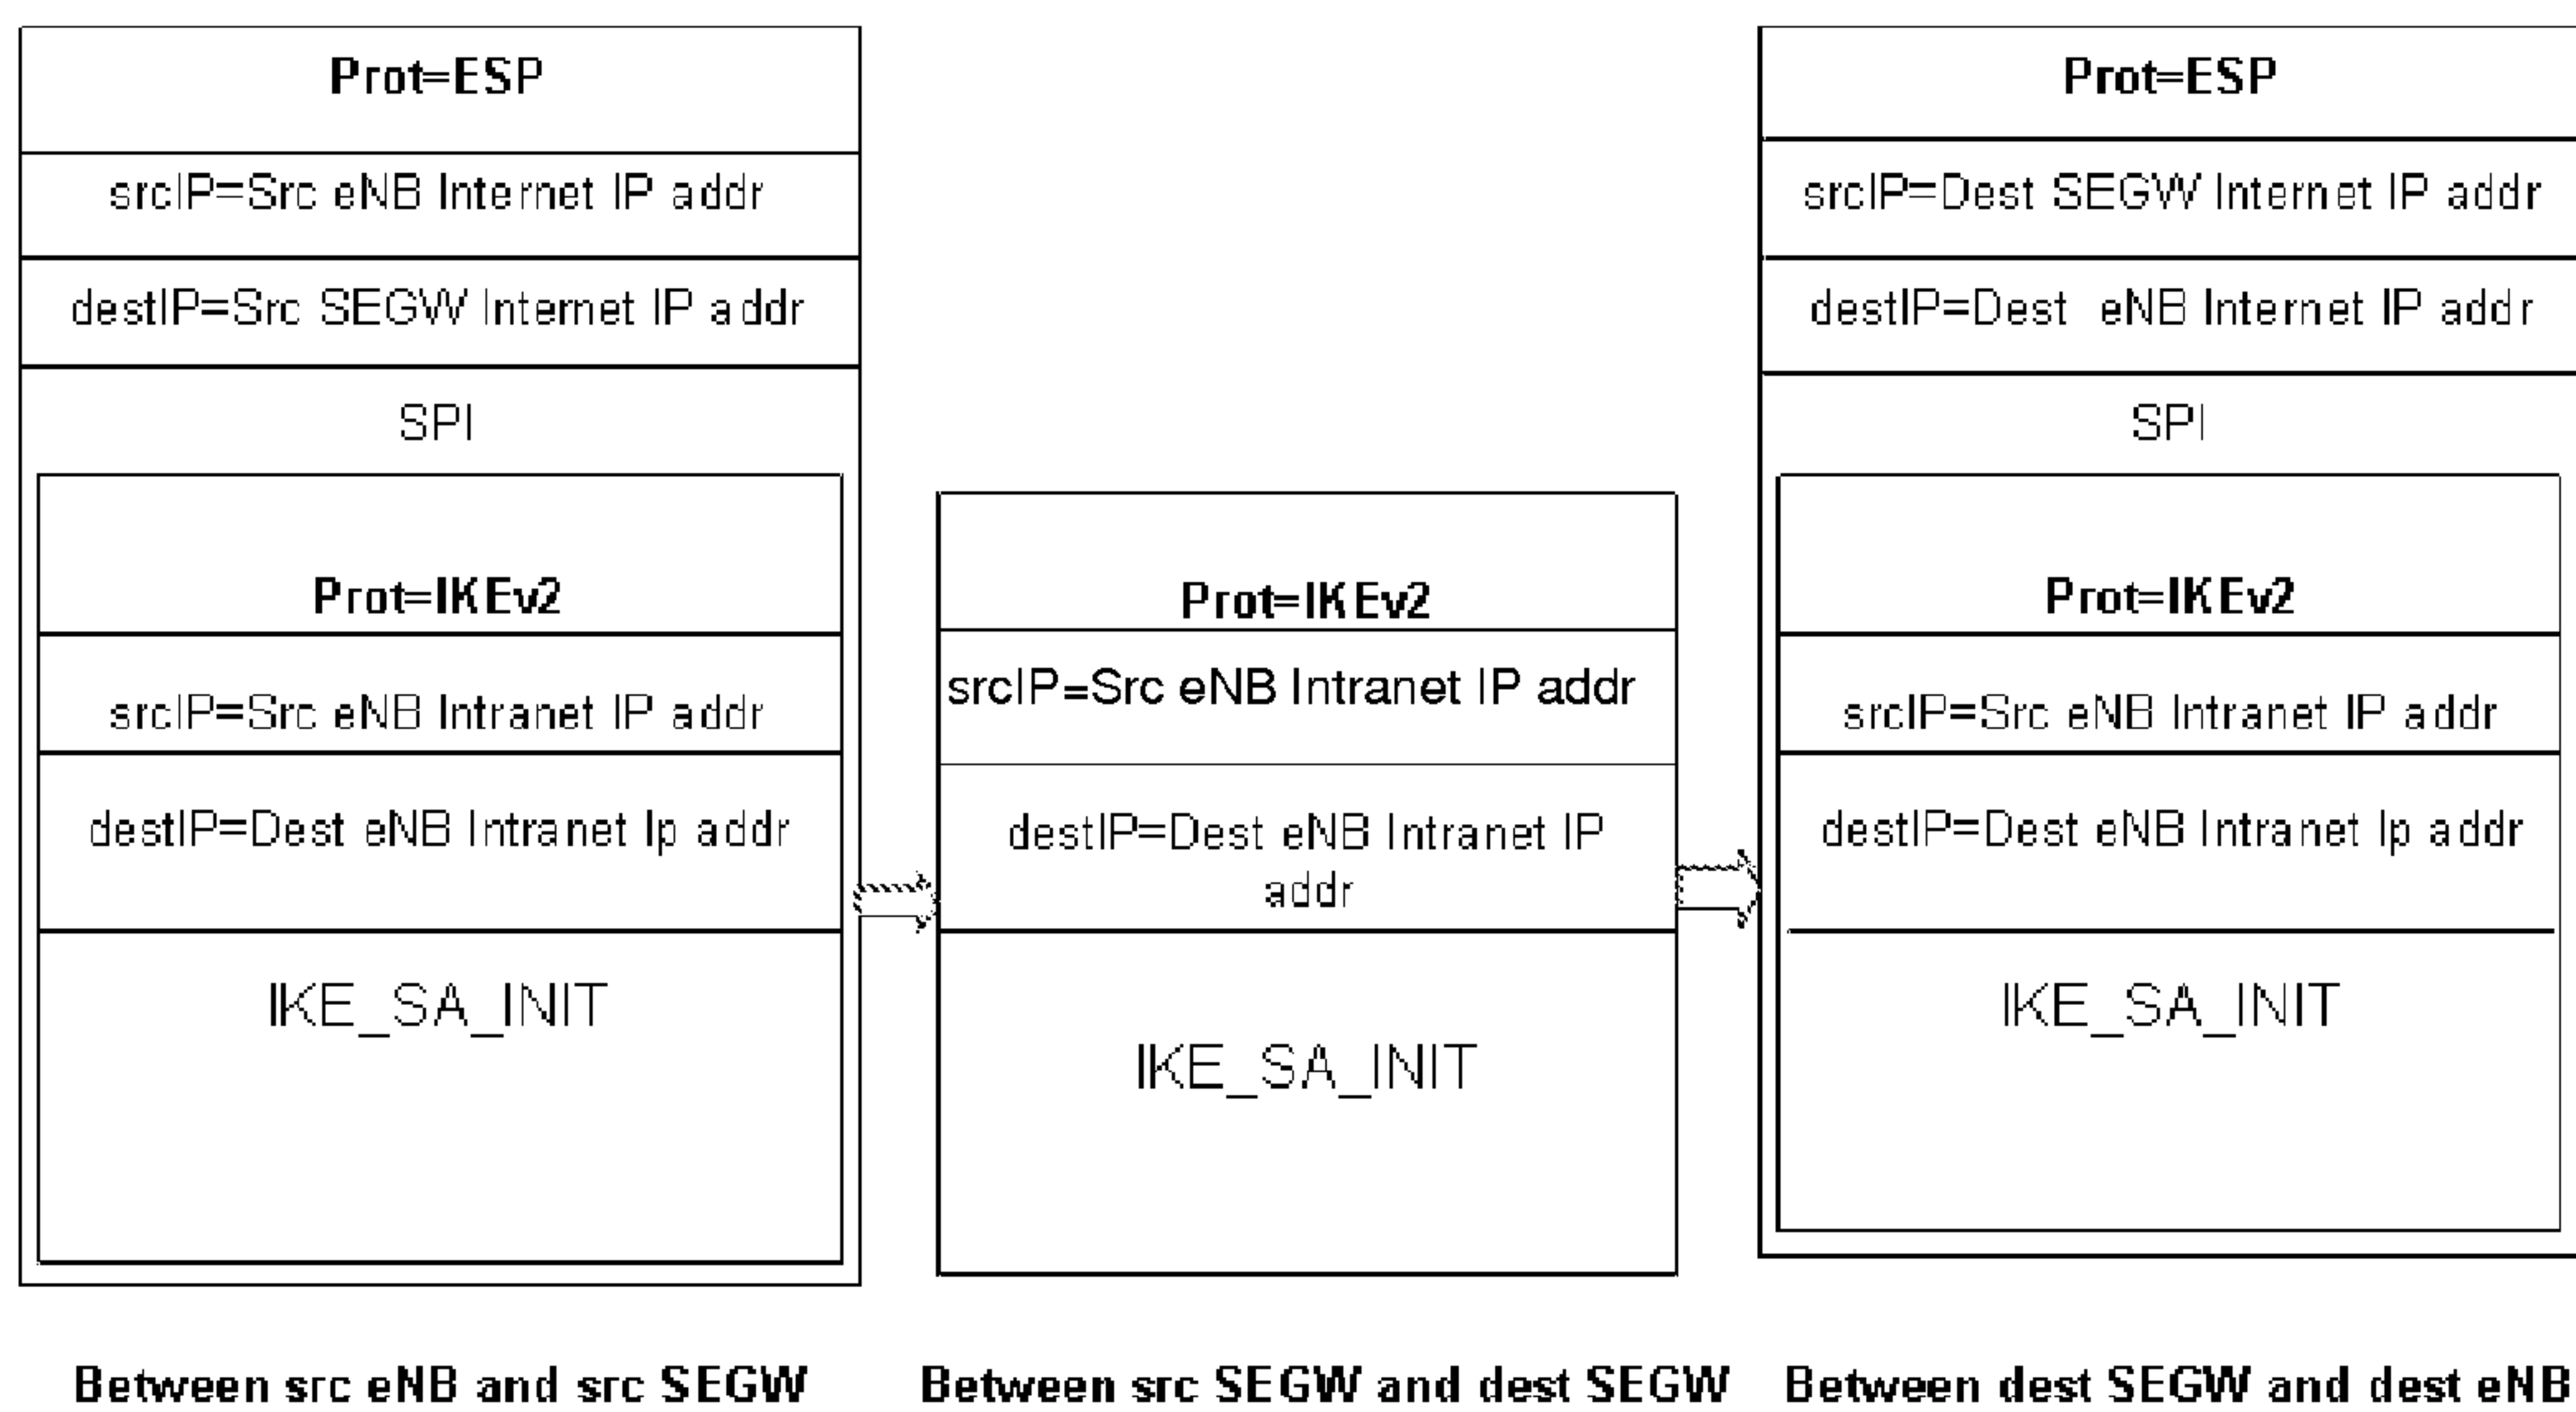 Prot=ESP
srcIP=Src eNB Internet IP addr
destIP=Src SEGW Internet IP addr
SPI
Prot=IKEv2
srcIP=Src eNB Intranet IP addr
destIP=Dest eNB Intranet Ip addr
IKE_SA_INIT
Between src eNB and src SEGW
Prot=IKEv2
srcIP=Src eNB Intranet IP addr
destIP=Dest eNB Intranet IP
addr
IKE_SA_INIT
Between src SEGW and dest SEGW
Prot=ESP
srcIP=Dest SEGW Internet IP addr
destIP=Dest eNB Internet IP addr
SPI
Prot=IKEv2
srcIP=Src eNB Intranet IP addr
destIP=Dest eNB Intranet Ip addr
IKE_SA_INIT
Between dest SEGW and dest eNB